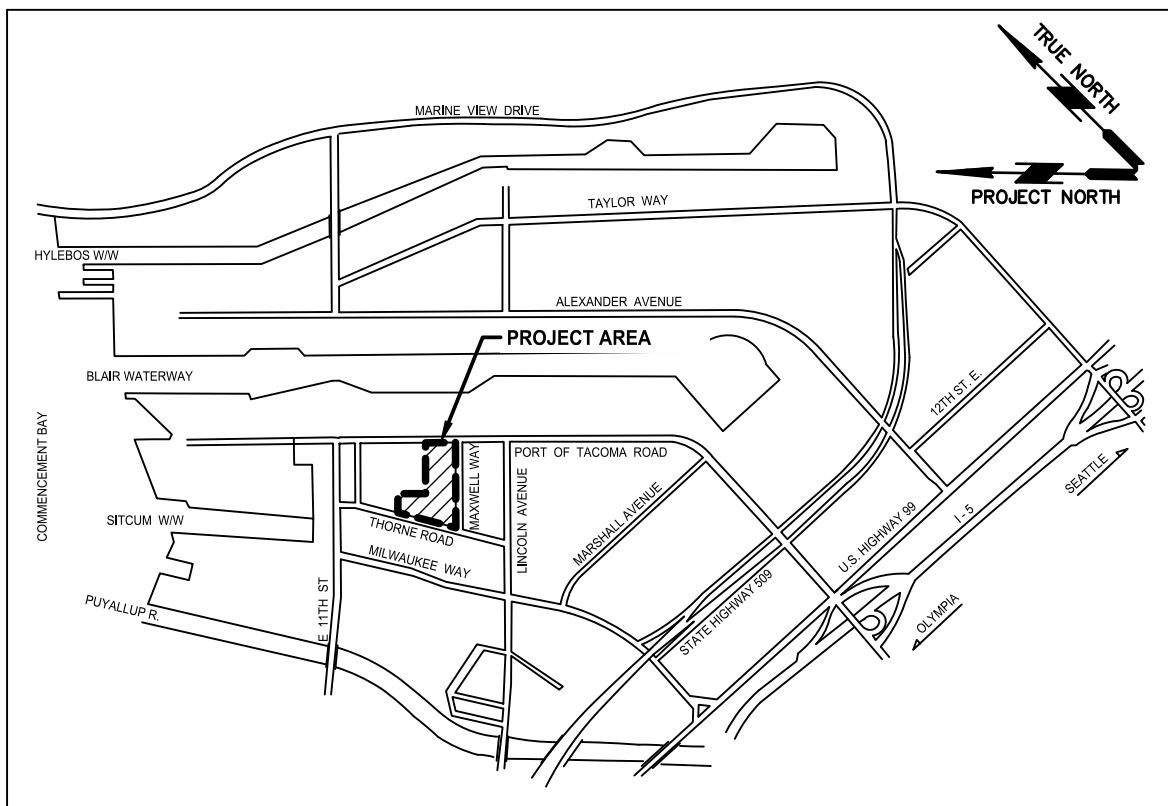 TRUE NORTH
PROJECT NORTH
MARINE VIEW DRIVE
TAYLOR WAY
HYLEBOS W/W
ALEXANDER AVENUE
PROJECT AREA
BLAIR WATERWAY
12TH ST. E.
COMMENCEMENT BAY
MAXWELL WAY
PORT OF TACOMA ROAD
SEATTLE
SITCUM W/W
THORNE ROAD
LINCOLN AVENUE
MARSHALL AVENUE
U.S. HIGHWAY 99
I - 5
MILWAUKEE WAY
STATE HIGHWAY 509
OLYMPIA
PUYALLUP R.
E 11TH ST